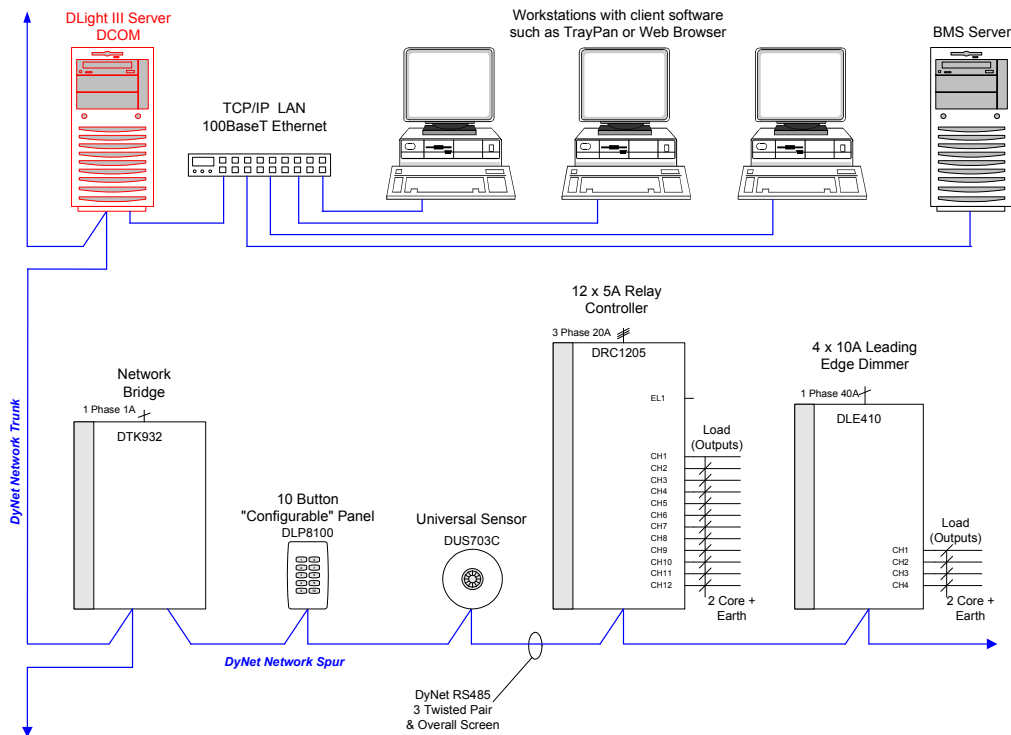 DLight III Server
DCOM
Workstations with client software
such as TrayPan or Web Browser
BMS Server
TCP/IP LAN
100BaseT Ethernet
12 x 5A Relay
Controller
3 Phase 20A
DRC1205
EL1
Load
(Outputs)
CH1
CH2
CH3
CH4
CH5
CH6
CH7
CH8
CH9
CH10
CH11
CH12
2 Core +
Earth
4 x 10A Leading
Edge Dimmer
1 Phase 40A
DLE410
Load
(Outputs)
CH1
CH2
CH3
CH4
2 Core +
Earth
Network
Bridge
1 Phase 1A
DTK932
DyNet Network Trunk
10 Button
"Configurable" Panel
DLP8100
Universal Sensor
DUS703C
DyNet Network Spur
DyNet RS485
3 Twisted Pair
& Overall Screen